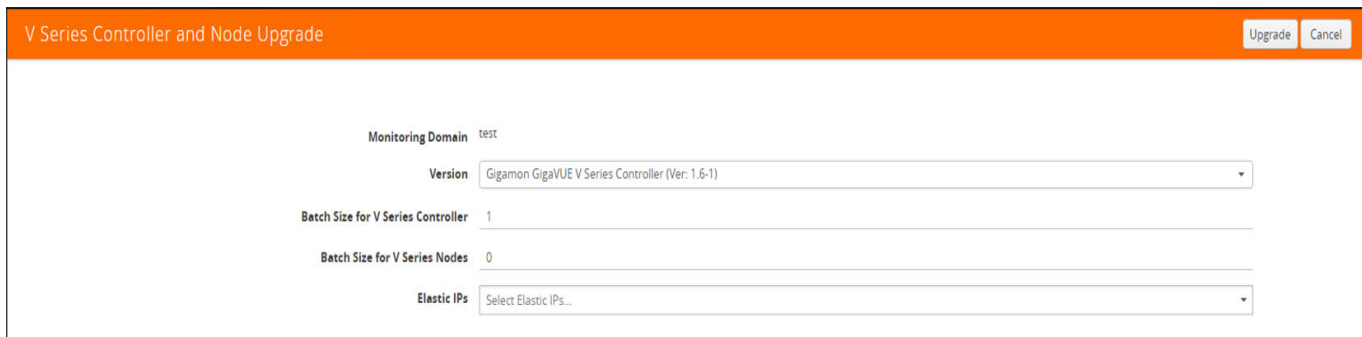 V Series Controller and Node Upgrade Upgrade Cancel
Monitoring Domain test
Version Gigamon GigaVUE V Series Controller (Ver: 1.6-1)
Batch Size for V Series Controller 1
Batch Size for V Series Nodes 0
Elastic IPs Select Elastic IPs...